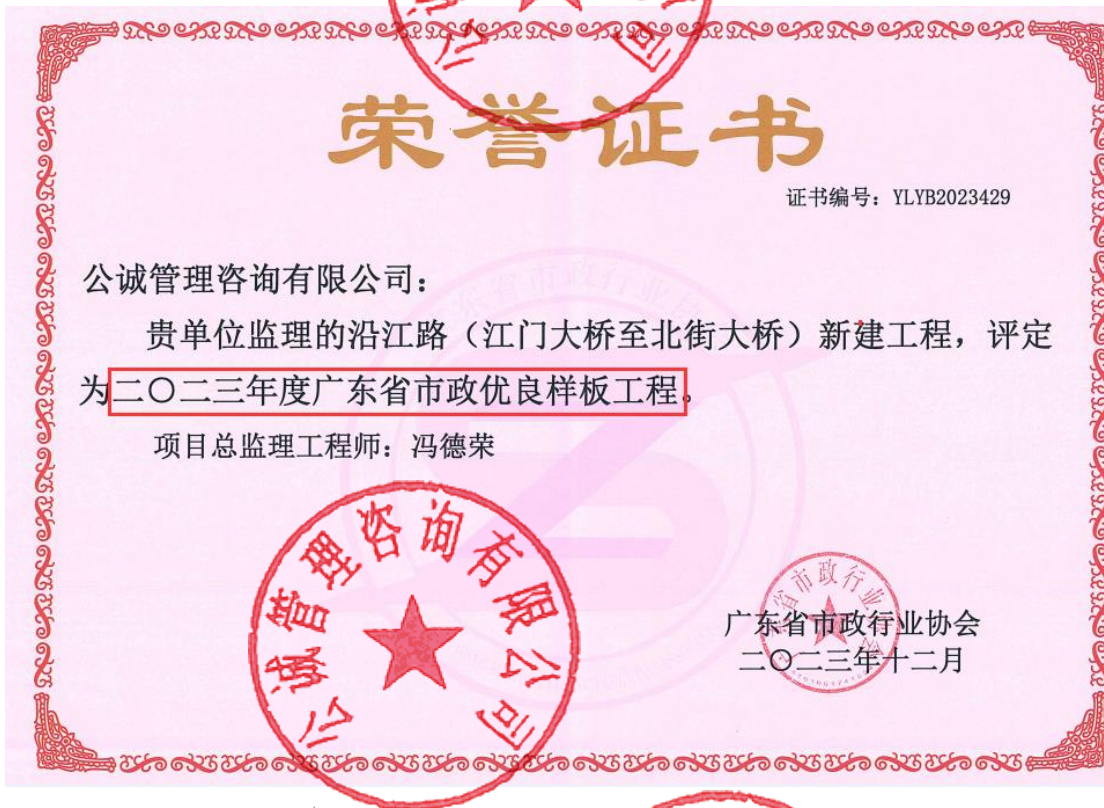 荣誉证书
证书编号：YLYB2023429
公诚管理咨询有限公司：
贵单位监理的沿江路（江门大桥至北街大桥）新建工程，评定
为二〇二三年度广东省市政优良样板工程。
项目总监理工程师：冯德荣
公诚管理咨询有限公司
广东省市政行业协会
二〇二三年十二月